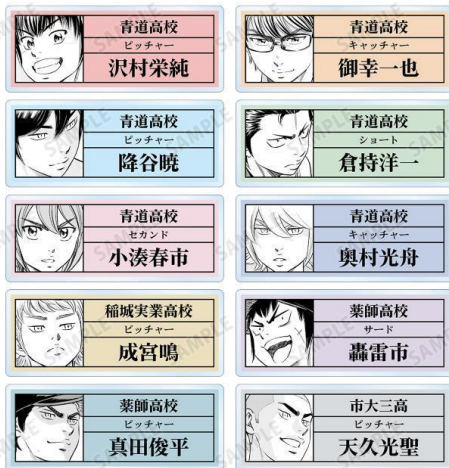 青道高校
ピッチャー
沢村栄純
青道高校
キャッチャー
御幸一也
青道高校
ピッチャー
降谷暁
青道高校
ショート
倉持洋一
青道高校
セカンド
小湊春市
青道高校
キャッチャー
奥村光舟
稲城実業高校
ピッチャー
成宮鳴
薬師高校
サード
轟雷市
薬師高校
ピッチャー
真田俊平
市大三高
ピッチャー
天久光聖
SAMPLE